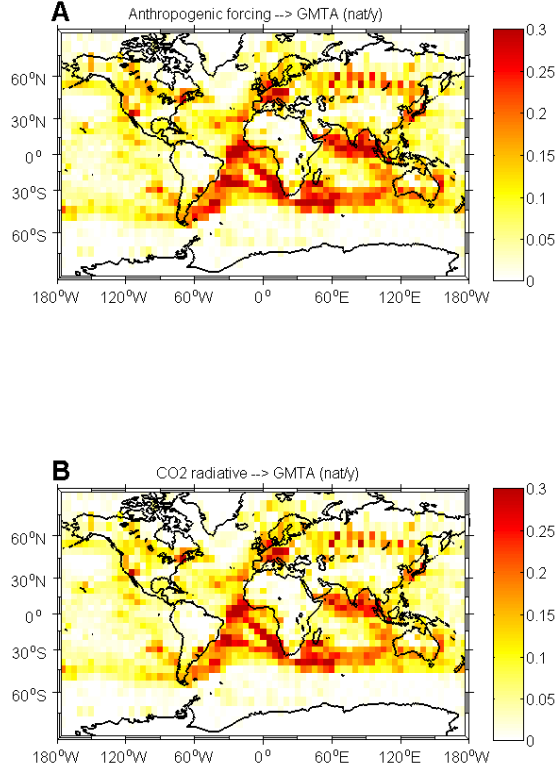 A
Anthropogenic forcing --> GMTA (nat/y)
60°N
30°N
0°
30°S
60°S
180°W 120°W 60°W 0° 60°E 120°E 180°W
0.3
0.25
0.2
0.15
0.1
0.05
0
B
CO2 radiative --> GMTA (nat/y)
60°N
30°N
0°
30°S
60°S
180°W 120°W 60°W 0° 60°E 120°E 180°W
0.3
0.25
0.2
0.15
0.1
0.05
0